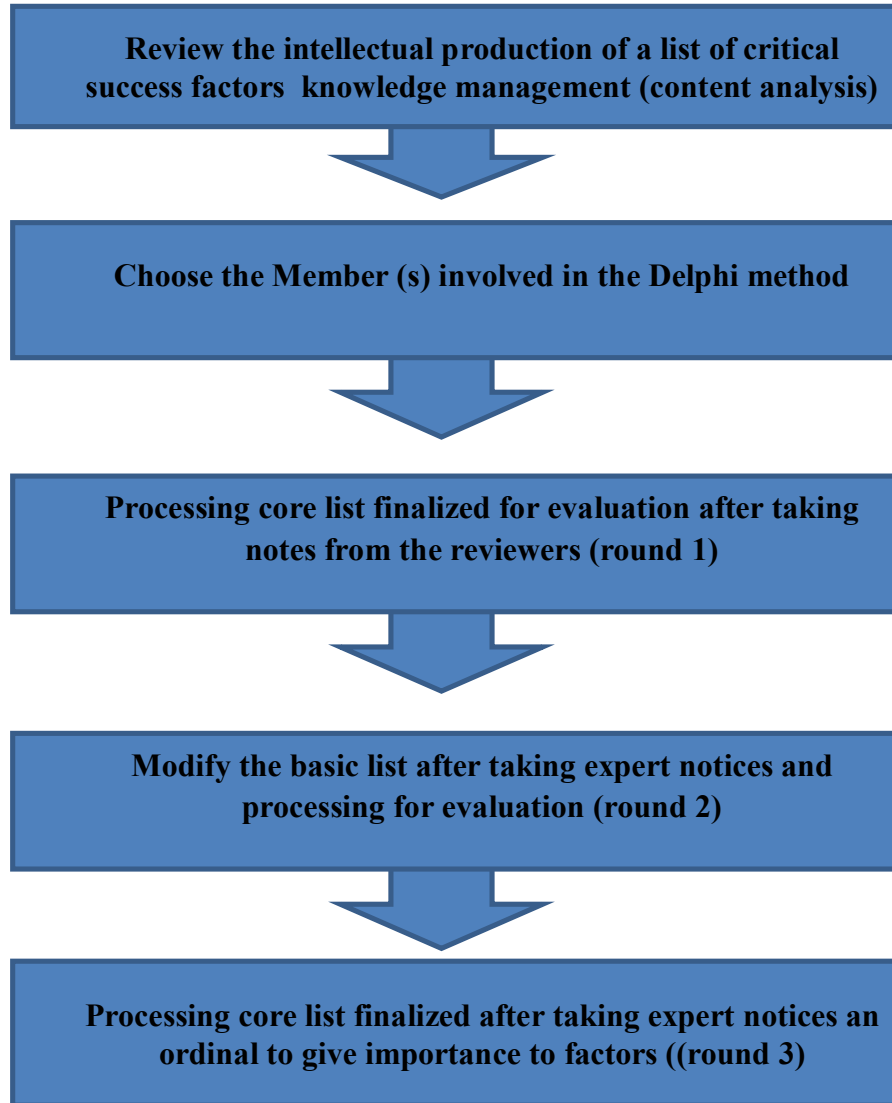 Review the intellectual production of a list of critical
success factors  knowledge management (content analysis)
Choose the Member (s) involved in the Delphi method
Processing core list finalized for evaluation after taking
notes from the reviewers (round 1)
Modify the basic list after taking expert notices and
processing for evaluation (round 2)
Processing core list finalized after taking expert notices an
ordinal to give importance to factors ((round 3)